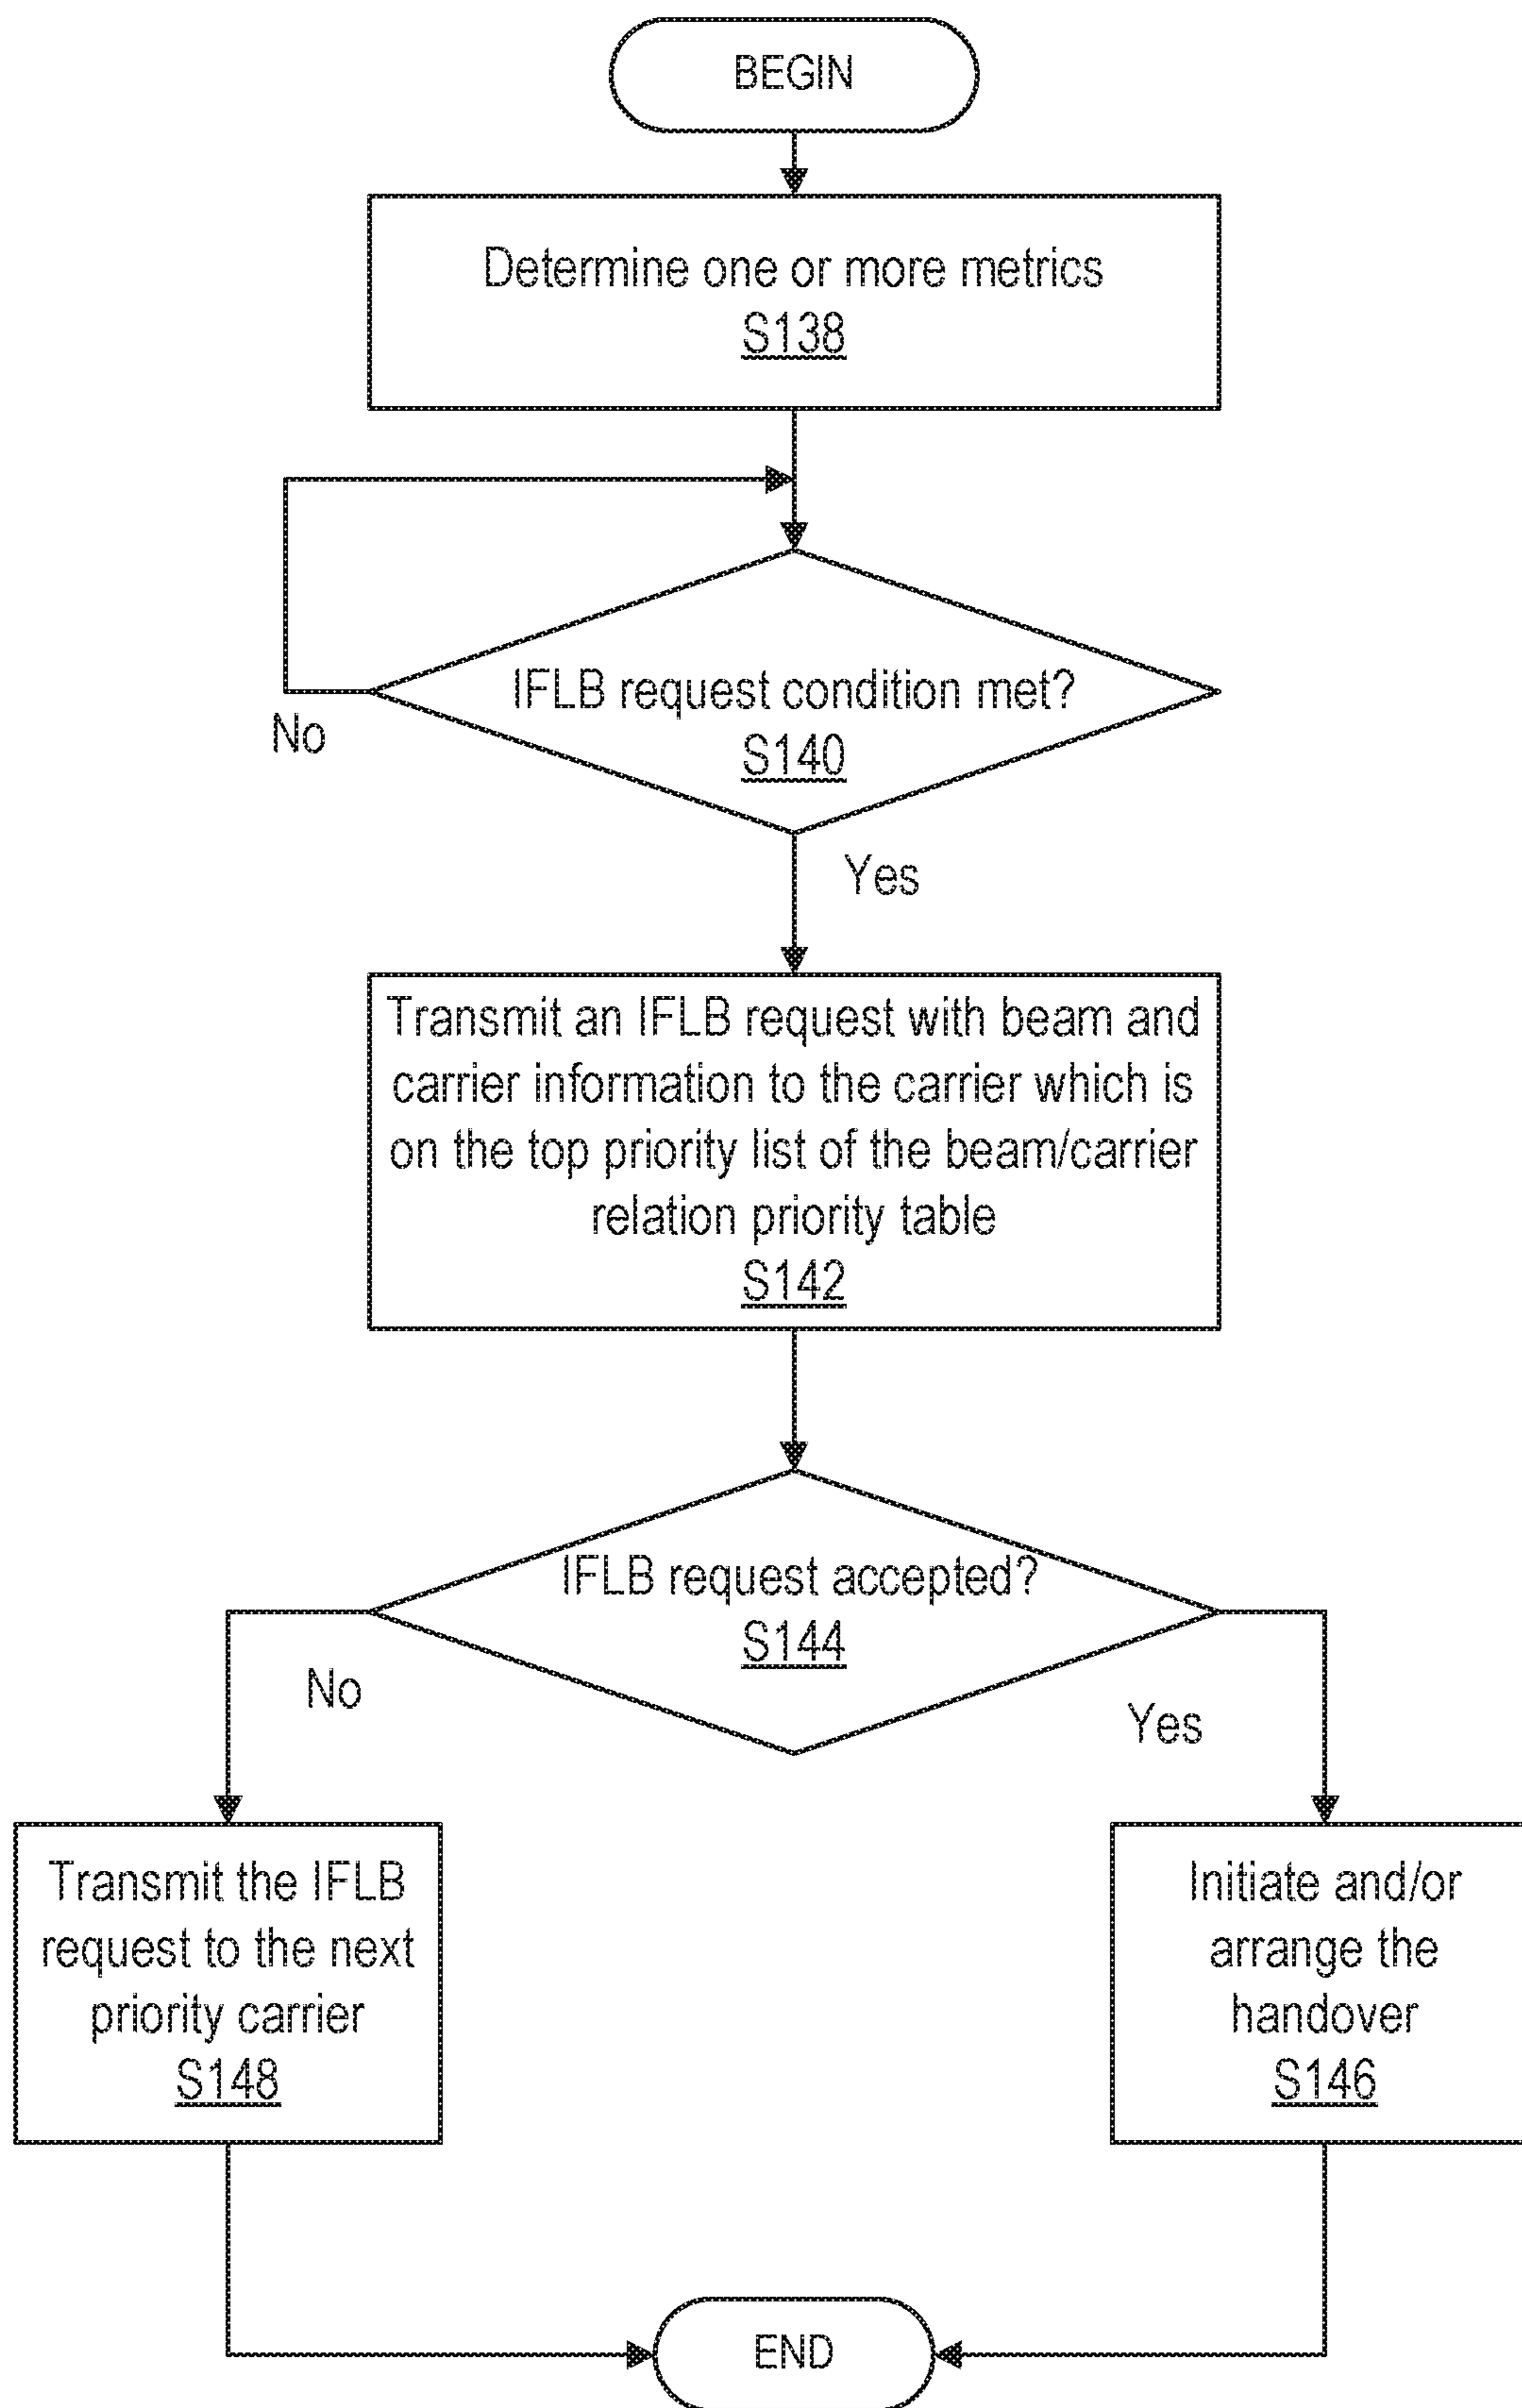 BEGIN
Determine one or more metrics
S138
IFLB request condition met?
S140
No
Yes
Transmit an IFLB request with beam and
carrier information to the carrier which is
on the top priority list of the beam/carrier
relation priority table
S142
IFLB request accepted?
S144
No
Yes
Transmit the IFLB
request to the next
priority carrier
S148
Initiate and/or
arrange the
handover
S146
END